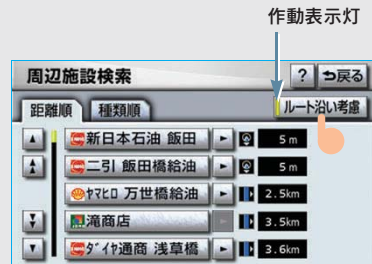 作動表示灯
周辺施設検索 ? 戻る
距離順 種類順 ルート沿い考慮
新日本石油 飯田 5m
二引 飯田橋給油 5m
ヤマヒロ 万世橋給油 2.5km
滝商店 3.5km
ダイヤ通商 浅草橋 3.6km